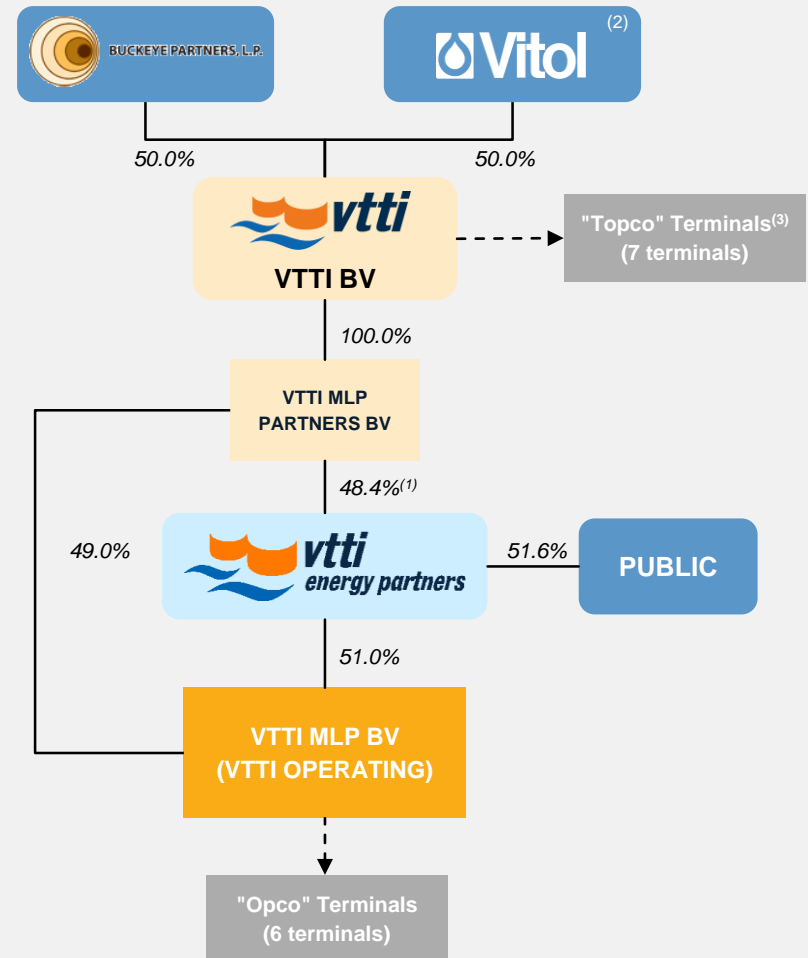 BUCKEYE PARTNERS, L.P.
Vitol (2)
50.0%
50.0%
vtti
VTTI BV
"Topco" Terminals(3)
(7 terminals)
100.0%
VTTI MLP
PARTNERS BV
48.4%(1)
49.0%
vtti
energy partners
51.6%
PUBLIC
51.0%
VTTI MLP BV
(VTTI OPERATING)
"Opco" Terminals
(6 terminals)